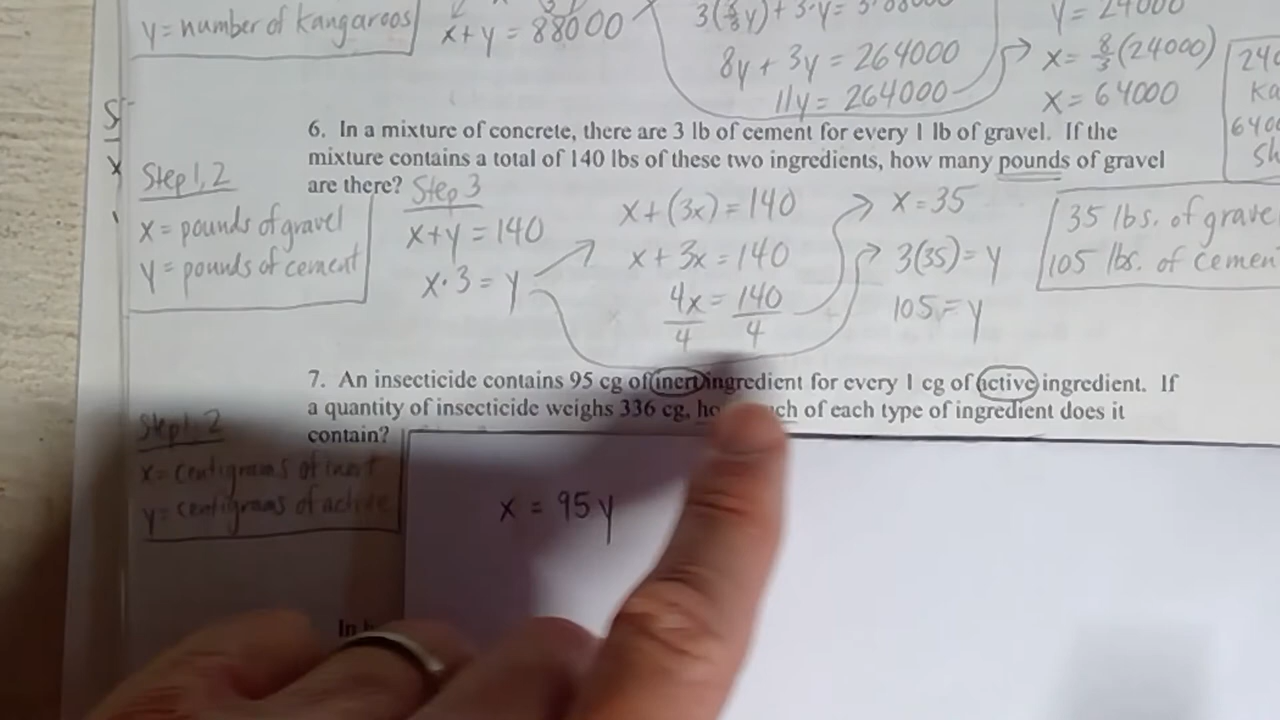 y = number of kangaroos
x+y = 88000
8y + 3y = 264000
11y = 264000
y = 24000
x = 8/3 (24000)
x = 64000
6. In a mixture of concrete, there are 3 lb of cement for every 1 lb of gravel. If the
mixture contains a total of 140 lbs of these two ingredients, how many pounds of gravel
are there?
Step 1, 2
x = pounds of gravel
y = pounds of cement
Step 3
x+y = 140
x·3 = y
x+(3x) = 140
x + 3x = 140
4x = 140
4 4
x = 35
3(35) = y
105 = y
35 lbs. of grave
105 lbs. of cemen
7. An insecticide contains 95 cg of inert ingredient for every 1 cg of active ingredient. If
a quantity of insecticide weighs 336 cg, of each type of ingredient does it
contain?
Step 1, 2
x = centigrams of inert
y = centigrams of active
x = 95y